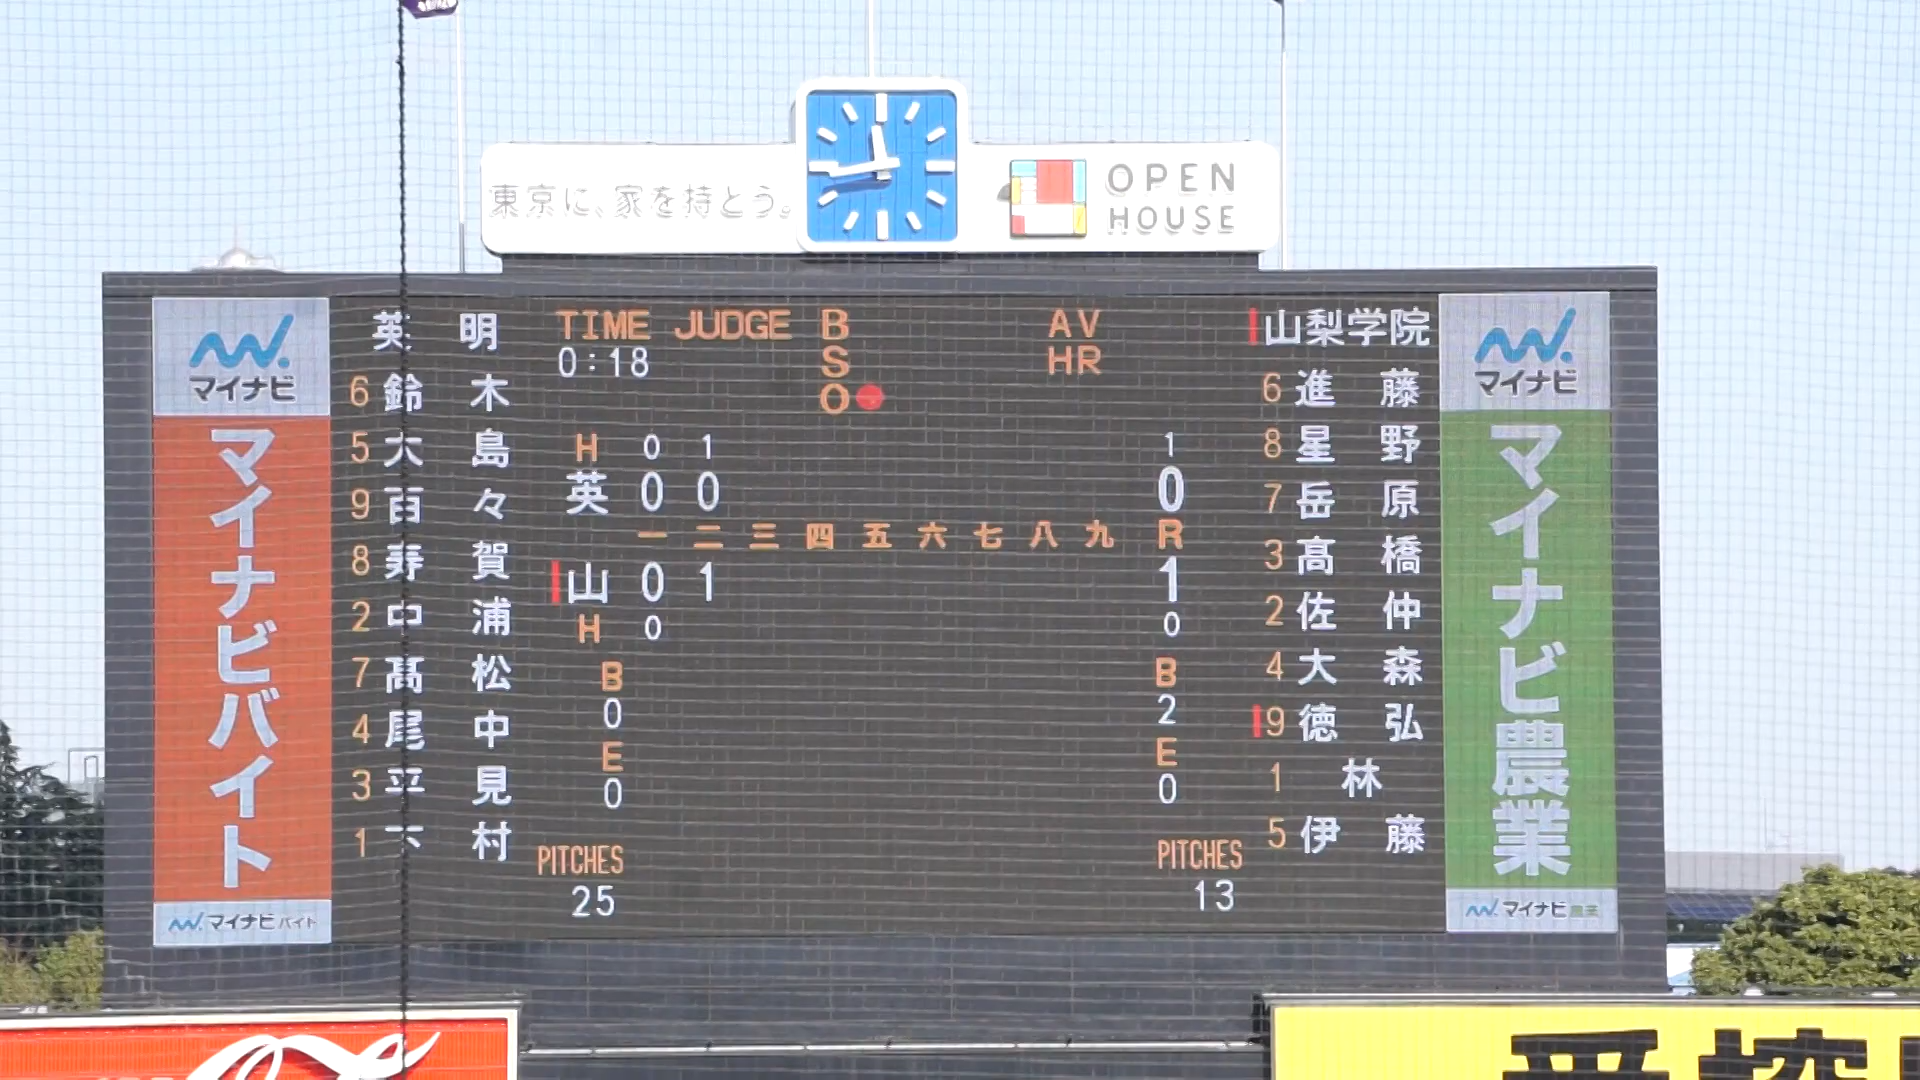 東京に、家を持とう。
OPEN
HOUSE
マイナビ
マイナビバイト
マイナビバイト
英 明
6 鈴 木
5 大 島
9 百 々
8 寿 賀
2 中 浦
7 髙 松
4 尾 中
3 平 見
1 下 村
TIME JUDGE
0:18
B
S
O
AV
HR
H 0 1 1
英 0 0 0
一 二 三 四 五 六 七 八 九 R
山 0 1 1
H 0 0
B B
0 2
E E
0 0
PITCHES PITCHES
25 13
山梨学院
6 進 藤
8 星 野
7 岳 原
3 髙 橋
2 佐 仲
4 大 森
9 徳 弘
1 林
5 伊 藤
マイナビ
マイナビ農業
マイナビ農業